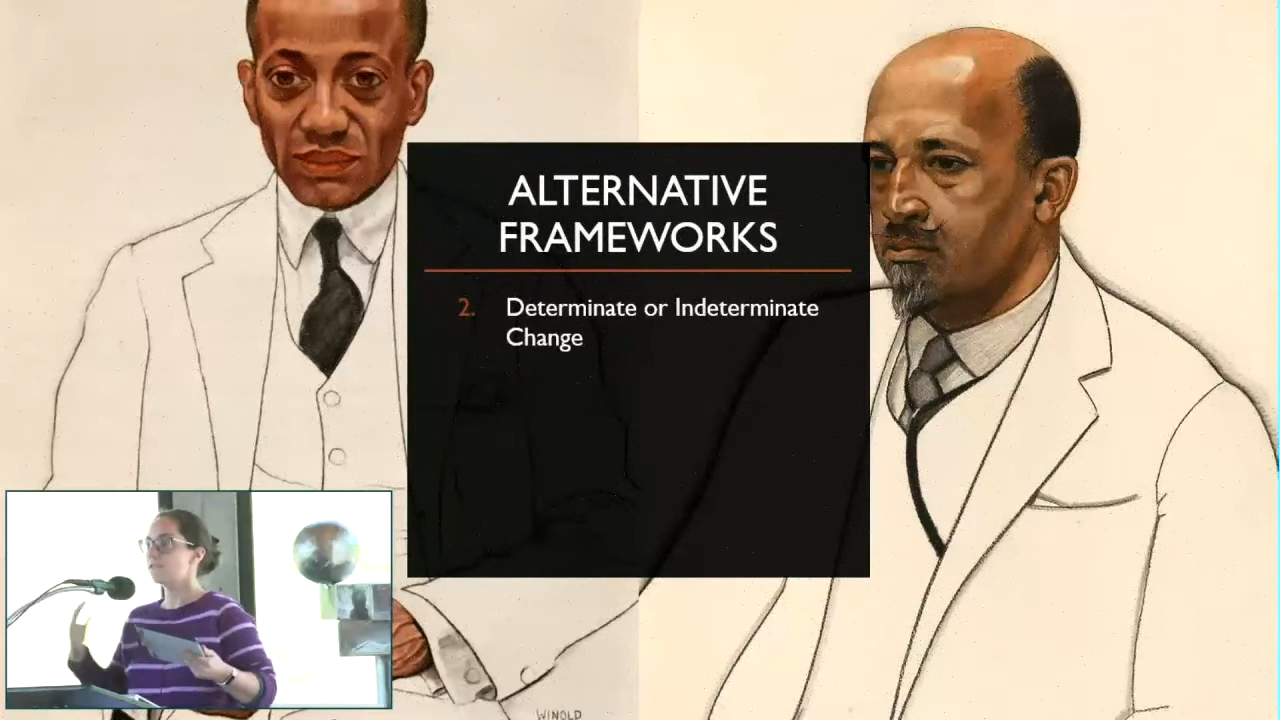 ALTERNATIVE
FRAMEWORKS
2. Determinate or Indeterminate
Change
WINOLD